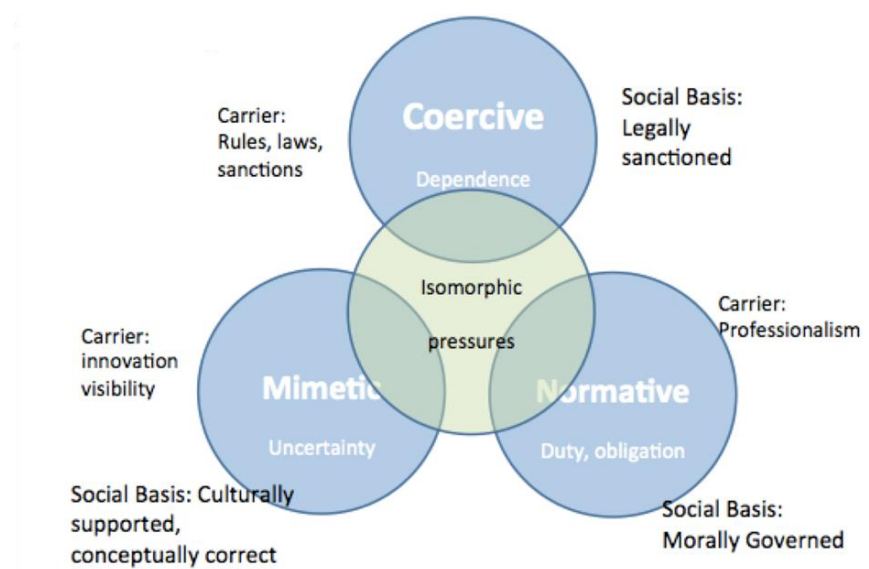 Coercive
Dependence
Carrier:
Rules, laws,
sanctions
Social Basis:
Legally
sanctioned
Isomorphic
pressures
Carrier:
innovation
visibility
Mimetic
Uncertainty
Social Basis: Culturally
supported,
conceptually correct
Carrier:
Professionalism
Normative
Duty, obligation
Social Basis:
Morally Governed